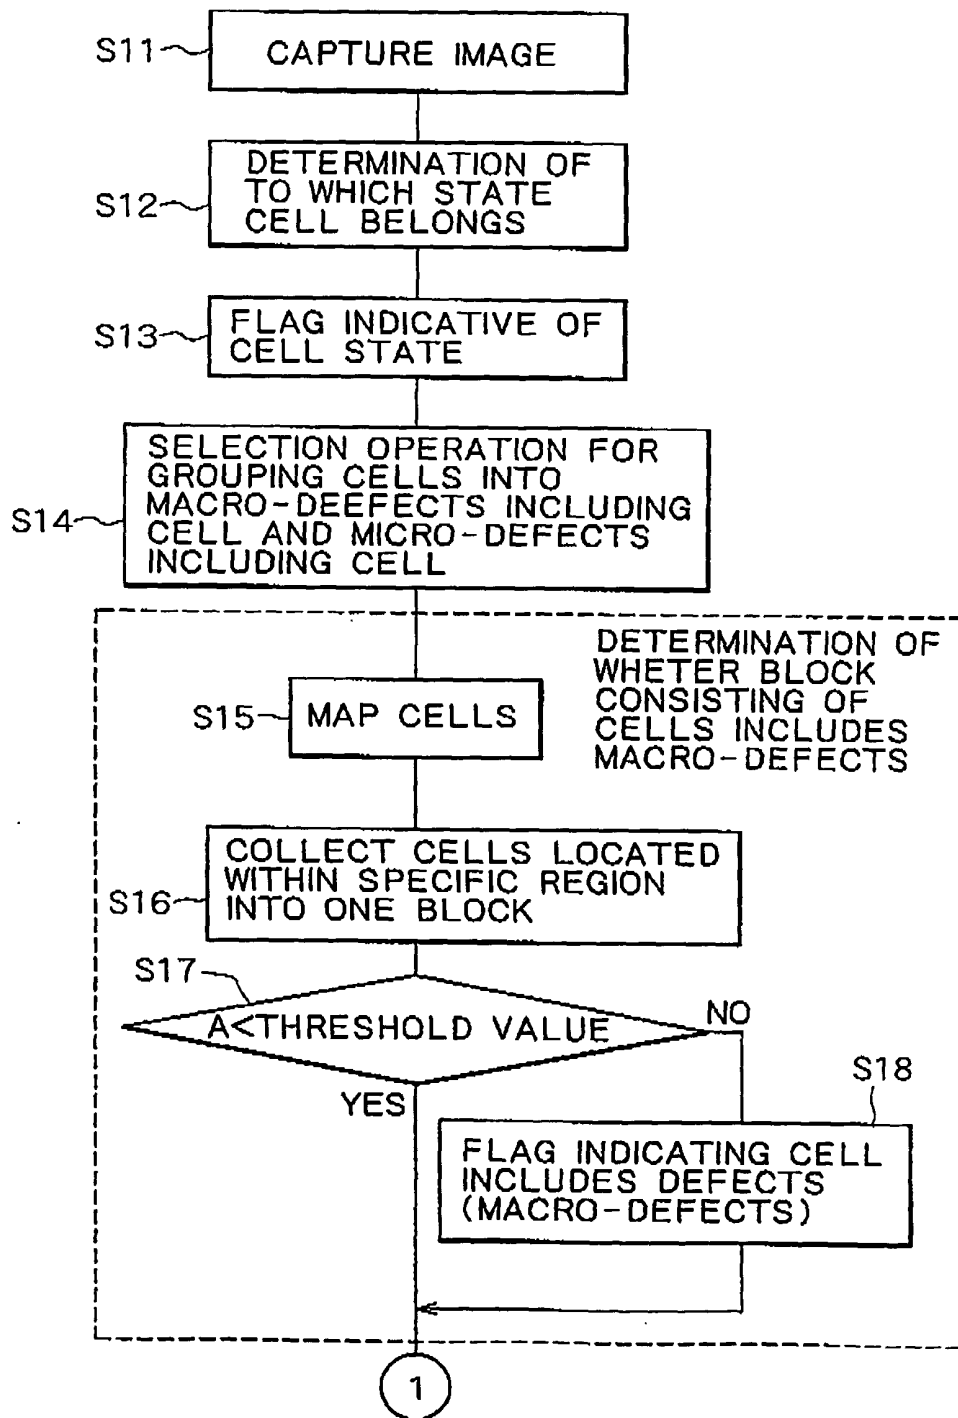 S11
CAPTURE IMAGE
S12
DETERMINATION OF
TO WHICH STATE
CELL BELONGS
S13
FLAG INDICATIVE OF
CELL STATE
S14
SELECTION OPERATION FOR
GROUPING CELLS INTO
MACRO-DEEFECTS INCLUDING
CELL AND MICRO-DEFECTS
INCLUDING CELL
DETERMINATION OF
WHETER BLOCK
CONSISTING OF
CELLS INCLUDES
MACRO-DEFECTS
S15
MAP CELLS
S16
COLLECT CELLS LOCATED
WITHIN SPECIFIC REGION
INTO ONE BLOCK
S17
A<THRESHOLD VALUE
NO
YES
S18
FLAG INDICATING CELL
INCLUDES DEFECTS
(MACRO-DEFECTS)
1